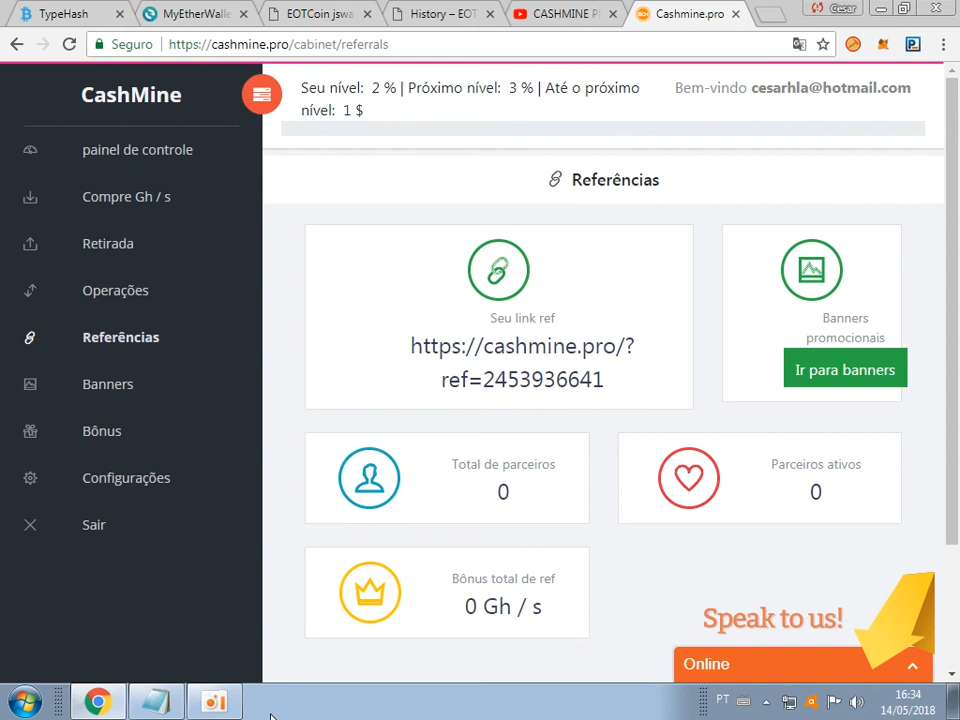 TypeHash
MyEtherWalle
EOTCoin jswa
History – EOT
CASHMINE P
Cashmine.pro
Cesar
Seguro
https://cashmine.pro/cabinet/referrals
CashMine
Seu nível: 2 % | Próximo nível: 3 % | Até o próximo
nível: 1 $
Bem-vindo cesarhla@hotmail.com
painel de controle
Compre Gh / s
Retirada
Operações
Referências
Banners
Bônus
Configurações
Sair
Referências
Seu link ref
https://cashmine.pro/?
ref=2453936641
Banners
promocionais
Ir para banners
Total de parceiros
0
Parceiros ativos
0
Bônus total de ref
0 Gh / s
Speak to us!
Online
PT
16:34
14/05/2018